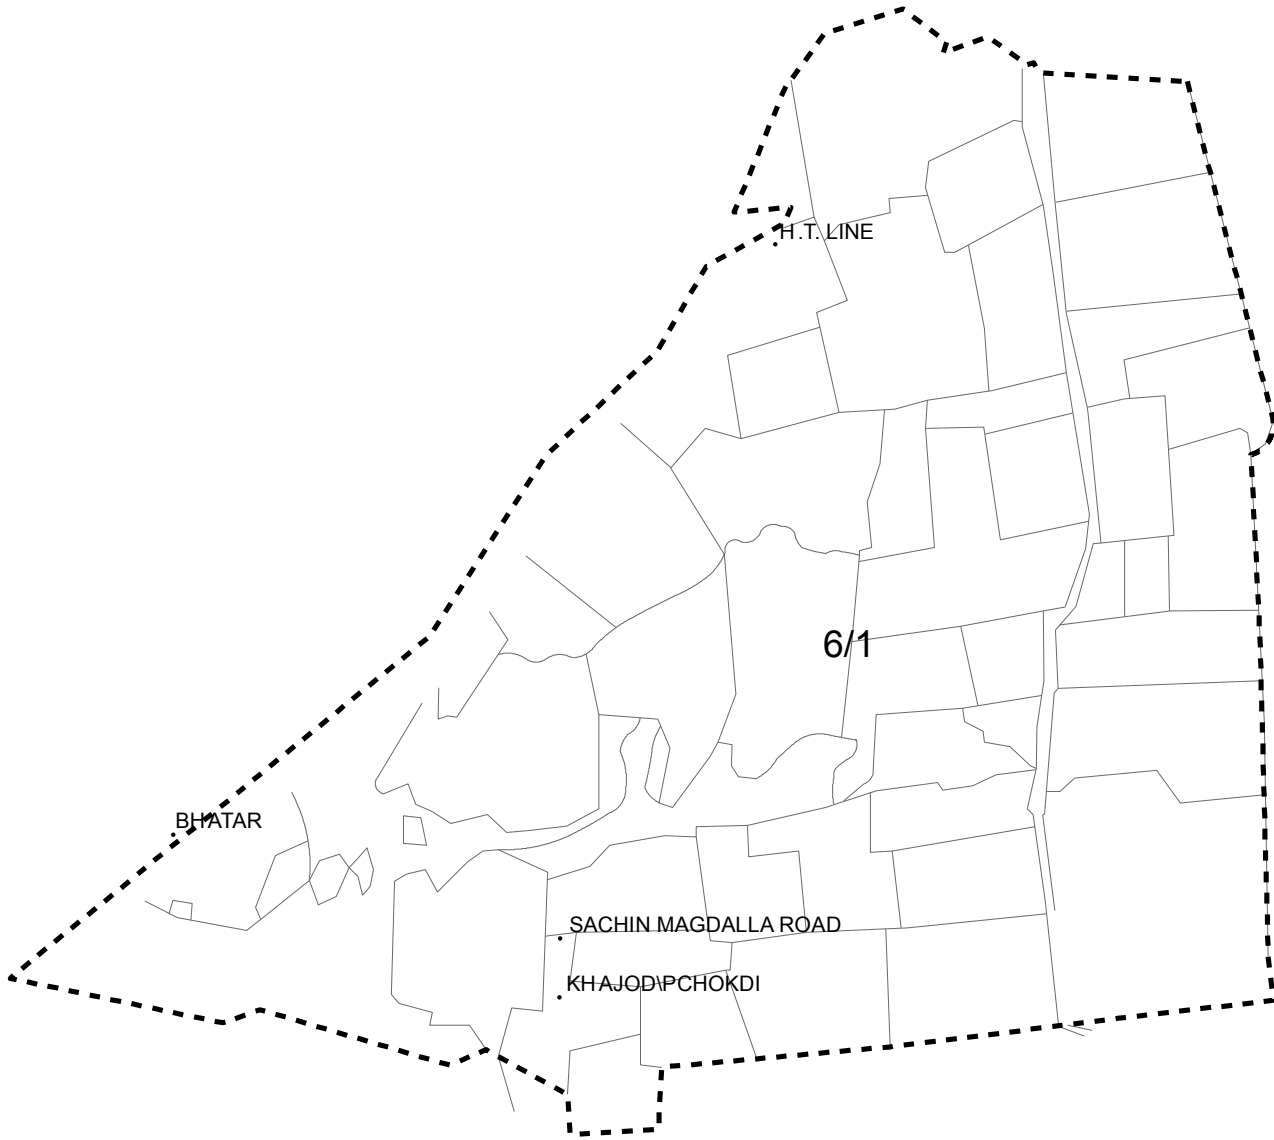 H.T. LINE
6/1
BHATAR
SACHIN MAGDALLA ROAD
KHAJOD\PCHOKDI